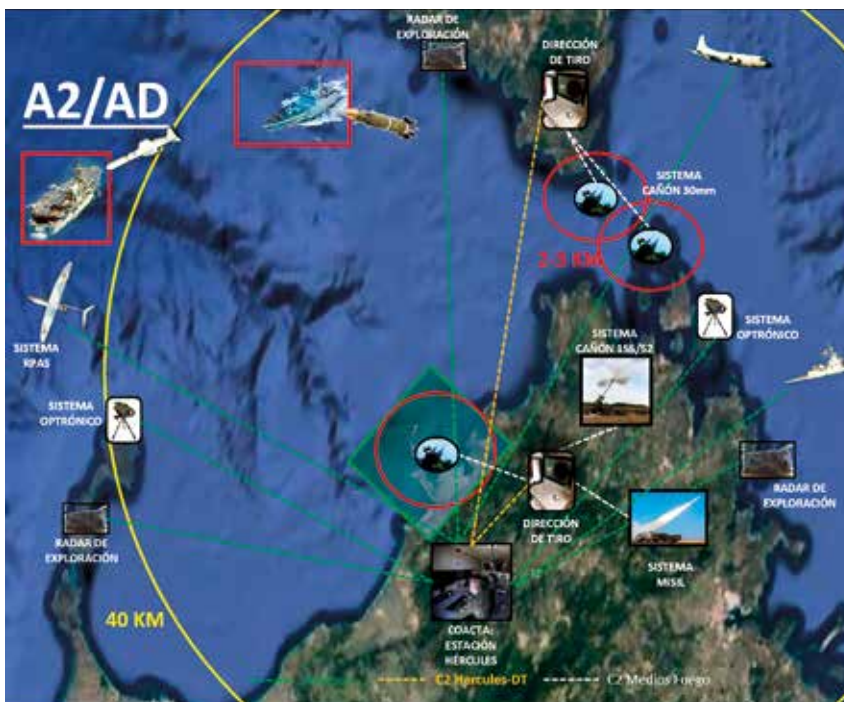 RADAR DE
EXPLORACIÓN
DIRECCIÓN
DE TIRO
A2/AD
SISTEMA
CAÑÓN 30mm
2-3 KM
SISTEMA
RPAS
SISTEMA
OPTRÓNICO
SISTEMA
CAÑÓN 155/52
SISTEMA
OPTRÓNICO
RADAR DE
EXPLORACIÓN
DIRECCIÓN
DE TIRO
RADAR DE
EXPLORACIÓN
SISTEMA
MISIL
40 KM
COACTA:
ESTACIÓN
HÉRCULES
C2 Hercules-DT
C2 Medios Fuego